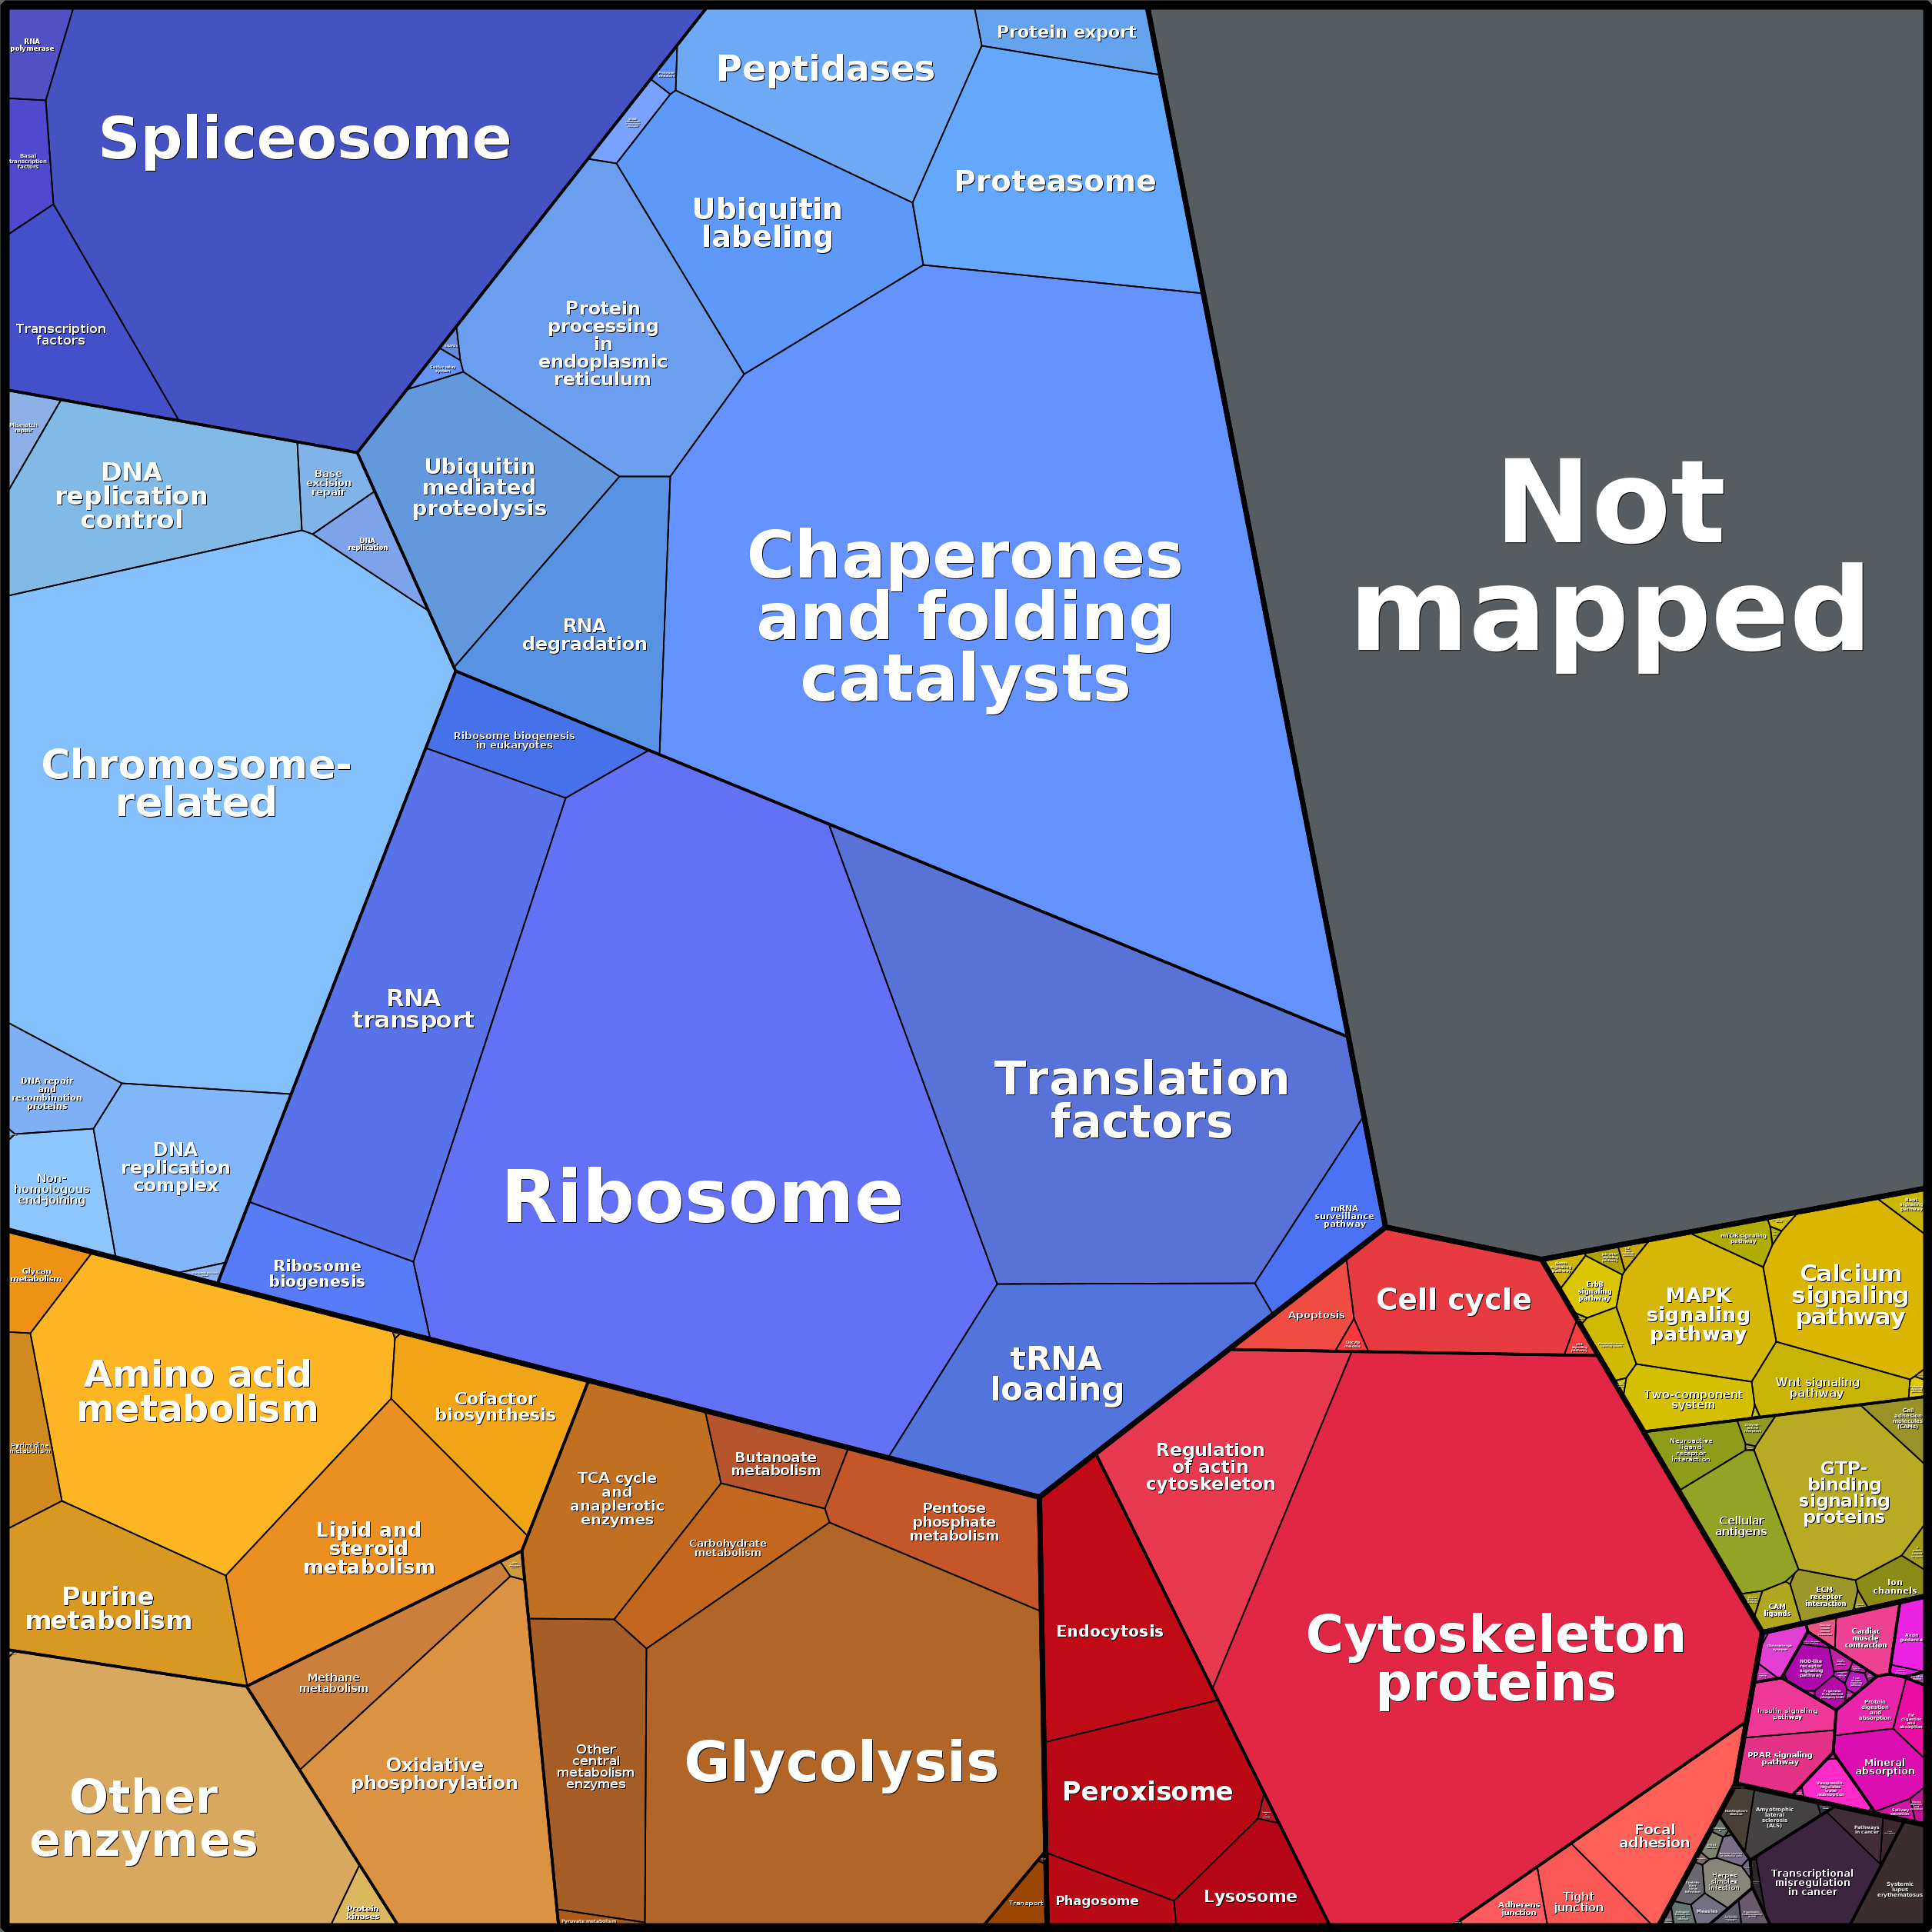 RNA
polymerase
Spliceosome
Basal
transcription
factors
Transcription
factors
Peptidases
Protein export
Proteasome
Ubiquitin
labeling
Protein
processing
in
endoplasmic
reticulum
Ubiquitin
mediated
proteolysis
RNA
degradation
Chaperones
and folding
catalysts
Not
mapped
Mismatch
repair
DNA
replication
control
Base
excision
repair
DNA
replication
Chromosome-
related
DNA repair
and
recombination
proteins
Non-
homologous
end-joining
DNA
replication
complex
Ribosome biogenesis
in eukaryotes
RNA
transport
Ribosome
Ribosome
biogenesis
Translation
factors
mRNA
surveillance
pathway
tRNA
loading
Glycan
metabolism
Amino acid
metabolism
Cofactor
biosynthesis
Pyrimidine
metabolism
Lipid and
steroid
metabolism
Purine
metabolism
TCA cycle
and
anaplerotic
enzymes
Butanoate
metabolism
Carbohydrate
metabolism
Pentose
phosphate
metabolism
Methane
metabolism
Oxidative
phosphorylation
Other
enzymes
Protein
kinases
Other
central
metabolism
enzymes
Glycolysis
Pyruvate metabolism
Transport
Apoptosis
Cell cycle
Regulation
of actin
cytoskeleton
Cytoskeleton
proteins
Endocytosis
Peroxisome
Phagosome
Lysosome
Focal
adhesion
Adherens
junction
Tight
junction
mTOR signaling
pathway
ErbB
signaling
pathway
MAPK
signaling
pathway
Calcium
signaling
pathway
Two-component
system
Wnt signaling
pathway
Neuroactive
ligand-
receptor
interaction
Cell
adhesion
molecules
(CAMs)
GTP-
binding
signaling
proteins
Cellular
antigens
CAM
ligands
ECM-
receptor
interaction
Ion
channels
Cardiac
muscle
contraction
Axon
guidance
NOD-like
receptor
signaling
pathway
Insulin signaling
pathway
Protein
digestion
and
absorption
PPAR signaling
pathway
Mineral
absorption
Amyotrophic
lateral
sclerosis
(ALS)
Pathways
in cancer
Herpes
simplex
infection
Transcriptional
misregulation
in cancer
Systemic
lupus
erythematosus
Measles